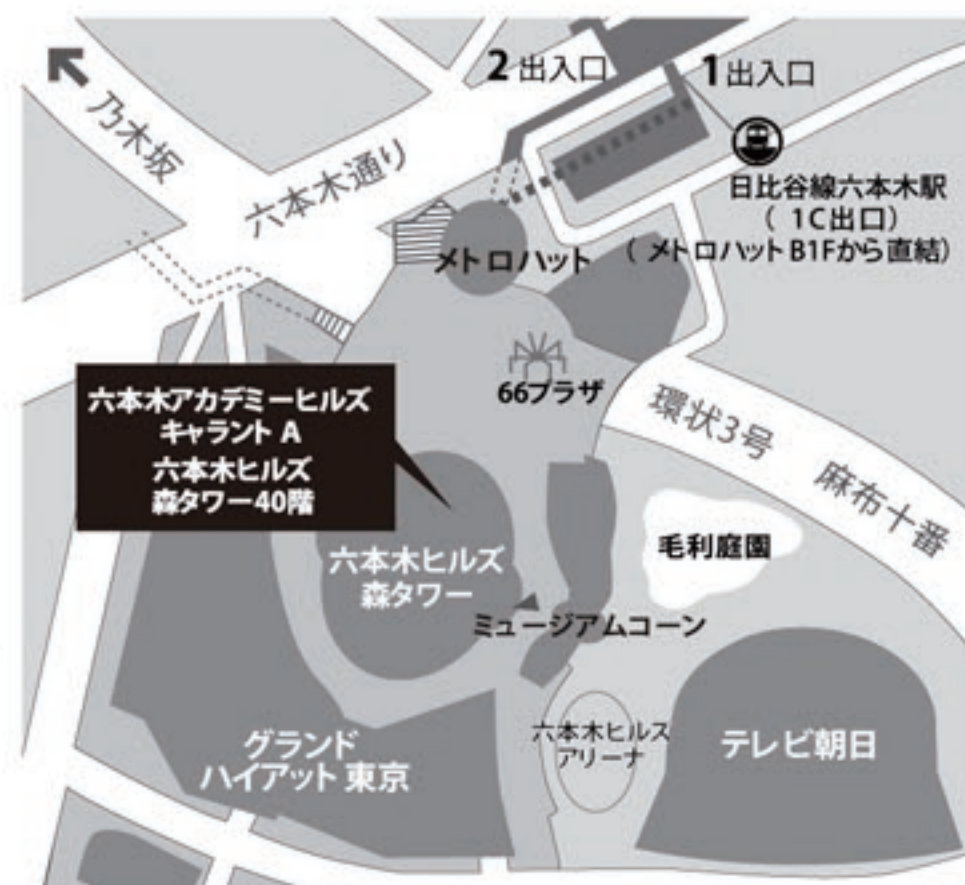 2 出入口
1 出入口
乃木坂
六本木通り
日比谷線六本木駅
( 1C出口)
( メトロハット B1Fから直結)
メトロハット
66プラザ
六本木アカデミーヒルズ
キャラント A
六本木ヒルズ
森タワー40階
環状3号 麻布十番
毛利庭園
六本木ヒルズ
森タワー
ミュージアムコーン
六本木ヒルズ
アリーナ
テレビ朝日
グランド
ハイアット 東京